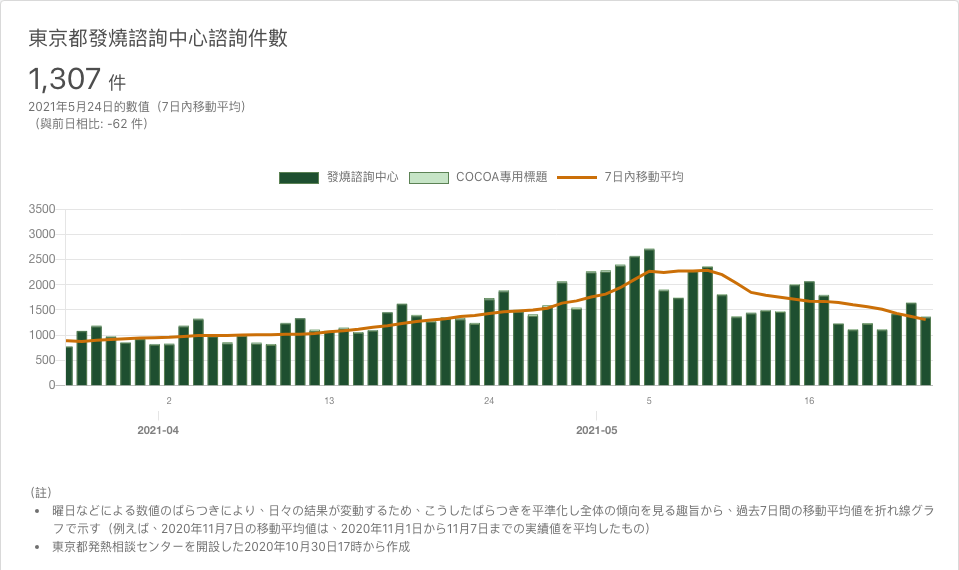 東京都發燒諮詢中心諮詢件數
1,307 件
2021年5月24日的數值（7日內移動平均）
（與前日相比: -62 件）
發燒諮詢中心 COCOA專用標題 7日內移動平均
3500
3000
2500
2000
1500
1000
500
0
2 13 24 5 16
2021-04 2021-05
（註）
• 曜日などによる数値のばらつきにより、日々の結果が変動するため、こうしたばらつきを平準化し全体の傾向を見る趣旨から、過去7日間の移動平均値を折れ線グラ
フで示す（例えば、2020年11月7日の移動平均値は、2020年11月1日から11月7日までの実績値を平均したもの）
• 東京都発熱相談センターを開設した2020年10月30日17時から作成